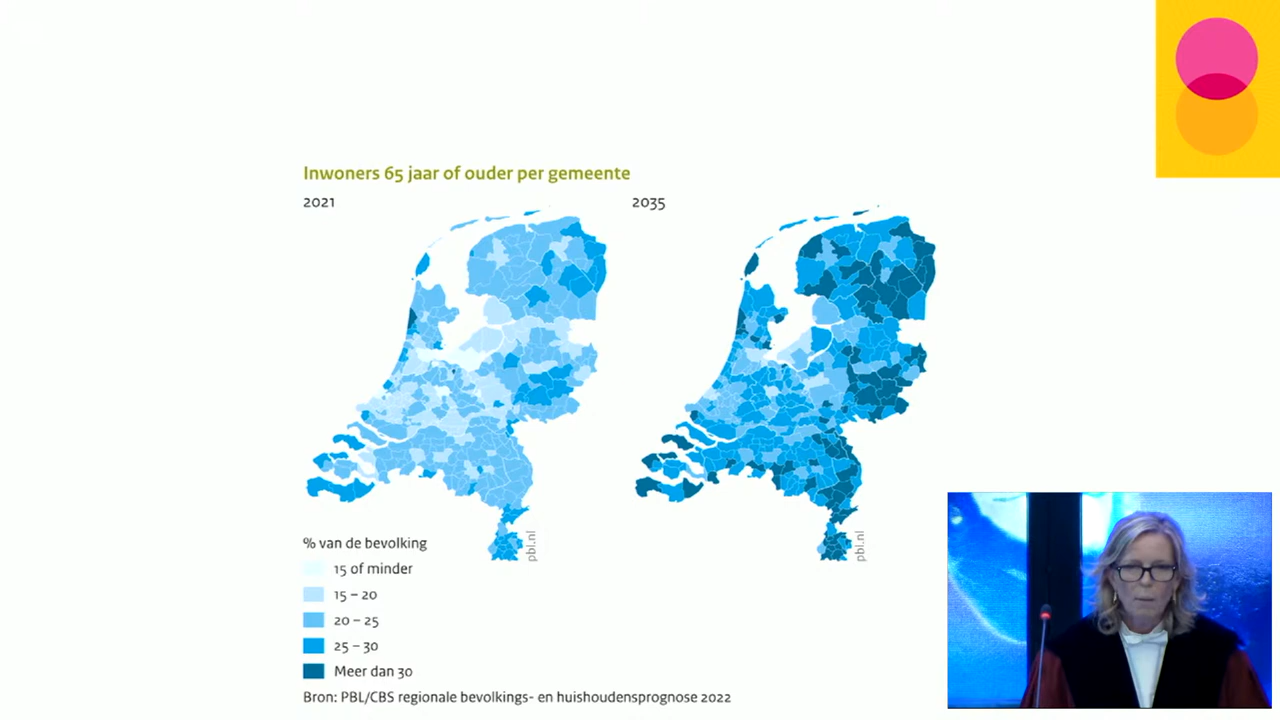 Inwoners 65 jaar of ouder per gemeente
2021
2035
pbl.nl
pbl.nl
% van de bevolking
15 of minder
15 – 20
20 – 25
25 – 30
Meer dan 30
Bron: PBL/CBS regionale bevolkings- en huishoudensprognose 2022